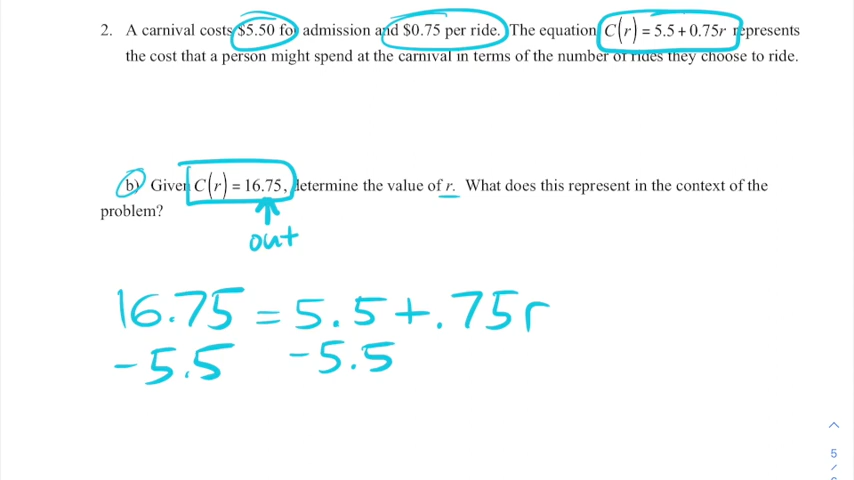 2. A carnival costs $5.50 for admission and $0.75 per ride. The equation C(r) = 5.5 + 0.75r represents
the cost that a person might spend at the carnival in terms of the number of rides they choose to ride.
b) Given C(r) = 16.75, determine the value of r. What does this represent in the context of the
problem?
out
16.75 = 5.5 + .75r
-5.5 -5.5
5
/